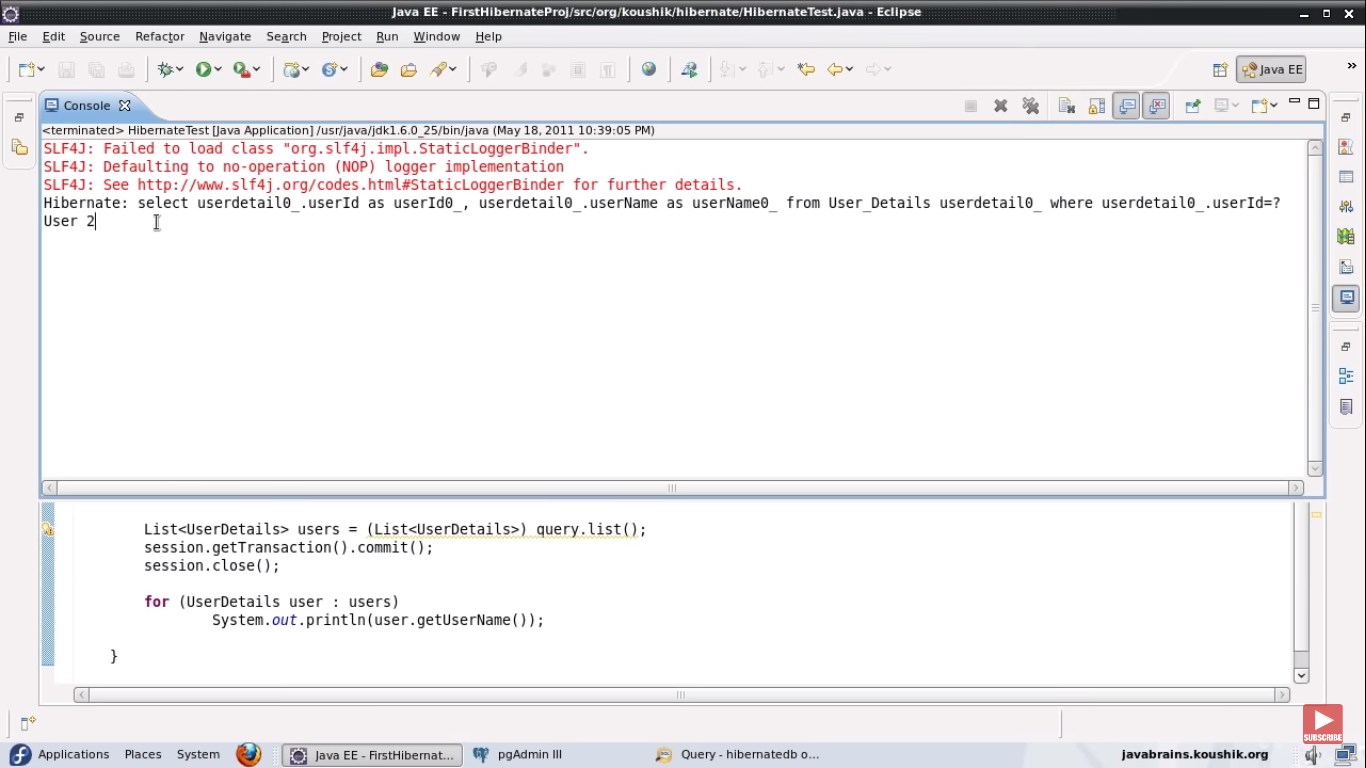 Java EE - FirstHibernateProj/src/org/koushik/hibernate/HibernateTest.java - Eclipse
File Edit Source Refactor Navigate Search Project Run Window Help
Java EE
Console
<terminated> HibernateTest [Java Application] /usr/java/jdk1.6.0_25/bin/java (May 18, 2011 10:39:05 PM)
SLF4J: Failed to load class "org.slf4j.impl.StaticLoggerBinder".
SLF4J: Defaulting to no-operation (NOP) logger implementation
SLF4J: See http://www.slf4j.org/codes.html#StaticLoggerBinder for further details.
Hibernate: select userdetail0_.userId as userId0_, userdetail0_.userName as userName0_ from User_Details userdetail0_ where userdetail0_.userId=?
User 2
List<UserDetails> users = (List<UserDetails>) query.list();
session.getTransaction().commit();
session.close();
for (UserDetails user : users)
System.out.println(user.getUserName());
}
SUBSCRIBE
Applications Places System Java EE - FirstHibernat... pgAdmin III Query - hibernatedb o... javabrains.koushik.org